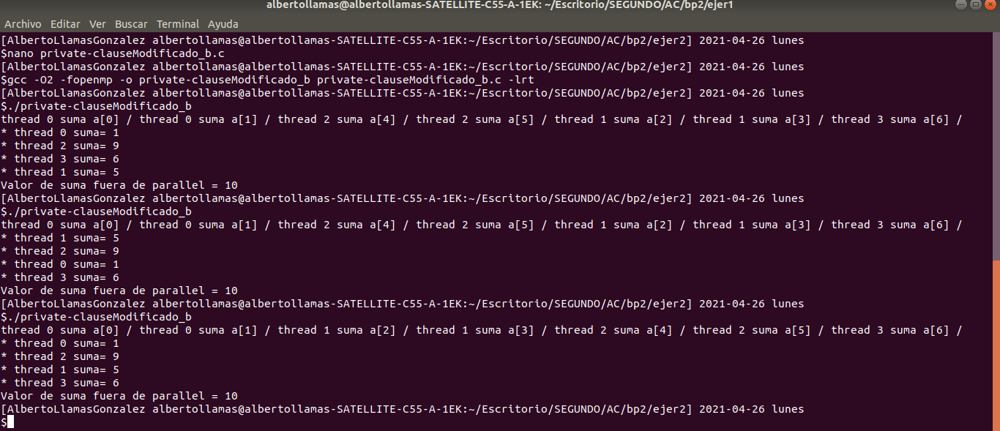 albertollamas@albertollamas-SATELLITE-C55-A-1EK: ~/Escritorio/SEGUNDO/AC/bp2/ejer1
Archivo Editar Ver Buscar Terminal Ayuda
[AlbertoLlamasGonzalez albertollamas@albertollamas-SATELLITE-C55-A-1EK:~/Escritorio/SEGUNDO/AC/bp2/ejer2] 2021-04-26 lunes
$nano private-clauseModificado_b.c
[AlbertoLlamasGonzalez albertollamas@albertollamas-SATELLITE-C55-A-1EK:~/Escritorio/SEGUNDO/AC/bp2/ejer2] 2021-04-26 lunes
$gcc -O2 -fopenmp -o private-clauseModificado_b private-clauseModificado_b.c -lrt
[AlbertoLlamasGonzalez albertollamas@albertollamas-SATELLITE-C55-A-1EK:~/Escritorio/SEGUNDO/AC/bp2/ejer2] 2021-04-26 lunes
$./private-clauseModificado_b
thread 0 suma a[0] / thread 0 suma a[1] / thread 2 suma a[4] / thread 2 suma a[5] / thread 1 suma a[2] / thread 1 suma a[3] / thread 3 suma a[6] /
* thread 0 suma= 1
* thread 2 suma= 9
* thread 3 suma= 6
* thread 1 suma= 5
Valor de suma fuera de parallel = 10
[AlbertoLlamasGonzalez albertollamas@albertollamas-SATELLITE-C55-A-1EK:~/Escritorio/SEGUNDO/AC/bp2/ejer2] 2021-04-26 lunes
$./private-clauseModificado_b
thread 0 suma a[0] / thread 0 suma a[1] / thread 2 suma a[4] / thread 2 suma a[5] / thread 1 suma a[2] / thread 1 suma a[3] / thread 3 suma a[6] /
* thread 1 suma= 5
* thread 2 suma= 9
* thread 0 suma= 1
* thread 3 suma= 6
Valor de suma fuera de parallel = 10
[AlbertoLlamasGonzalez albertollamas@albertollamas-SATELLITE-C55-A-1EK:~/Escritorio/SEGUNDO/AC/bp2/ejer2] 2021-04-26 lunes
$./private-clauseModificado_b
thread 0 suma a[0] / thread 0 suma a[1] / thread 1 suma a[2] / thread 1 suma a[3] / thread 2 suma a[4] / thread 2 suma a[5] / thread 3 suma a[6] /
* thread 0 suma= 1
* thread 2 suma= 9
* thread 1 suma= 5
* thread 3 suma= 6
Valor de suma fuera de parallel = 10
[AlbertoLlamasGonzalez albertollamas@albertollamas-SATELLITE-C55-A-1EK:~/Escritorio/SEGUNDO/AC/bp2/ejer2] 2021-04-26 lunes
$